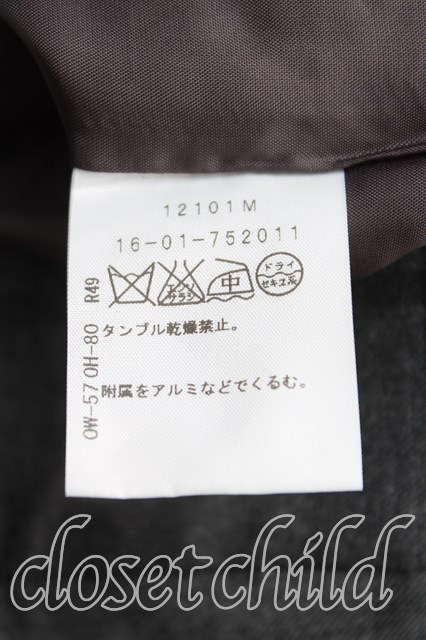 12101M
16-01-752011
エンソ
サラシ
中
ドライ
セキユ系
タンブル乾燥禁止。
附属をアルミなどでくるむ。
OW-57 OH-80 R49
closet child